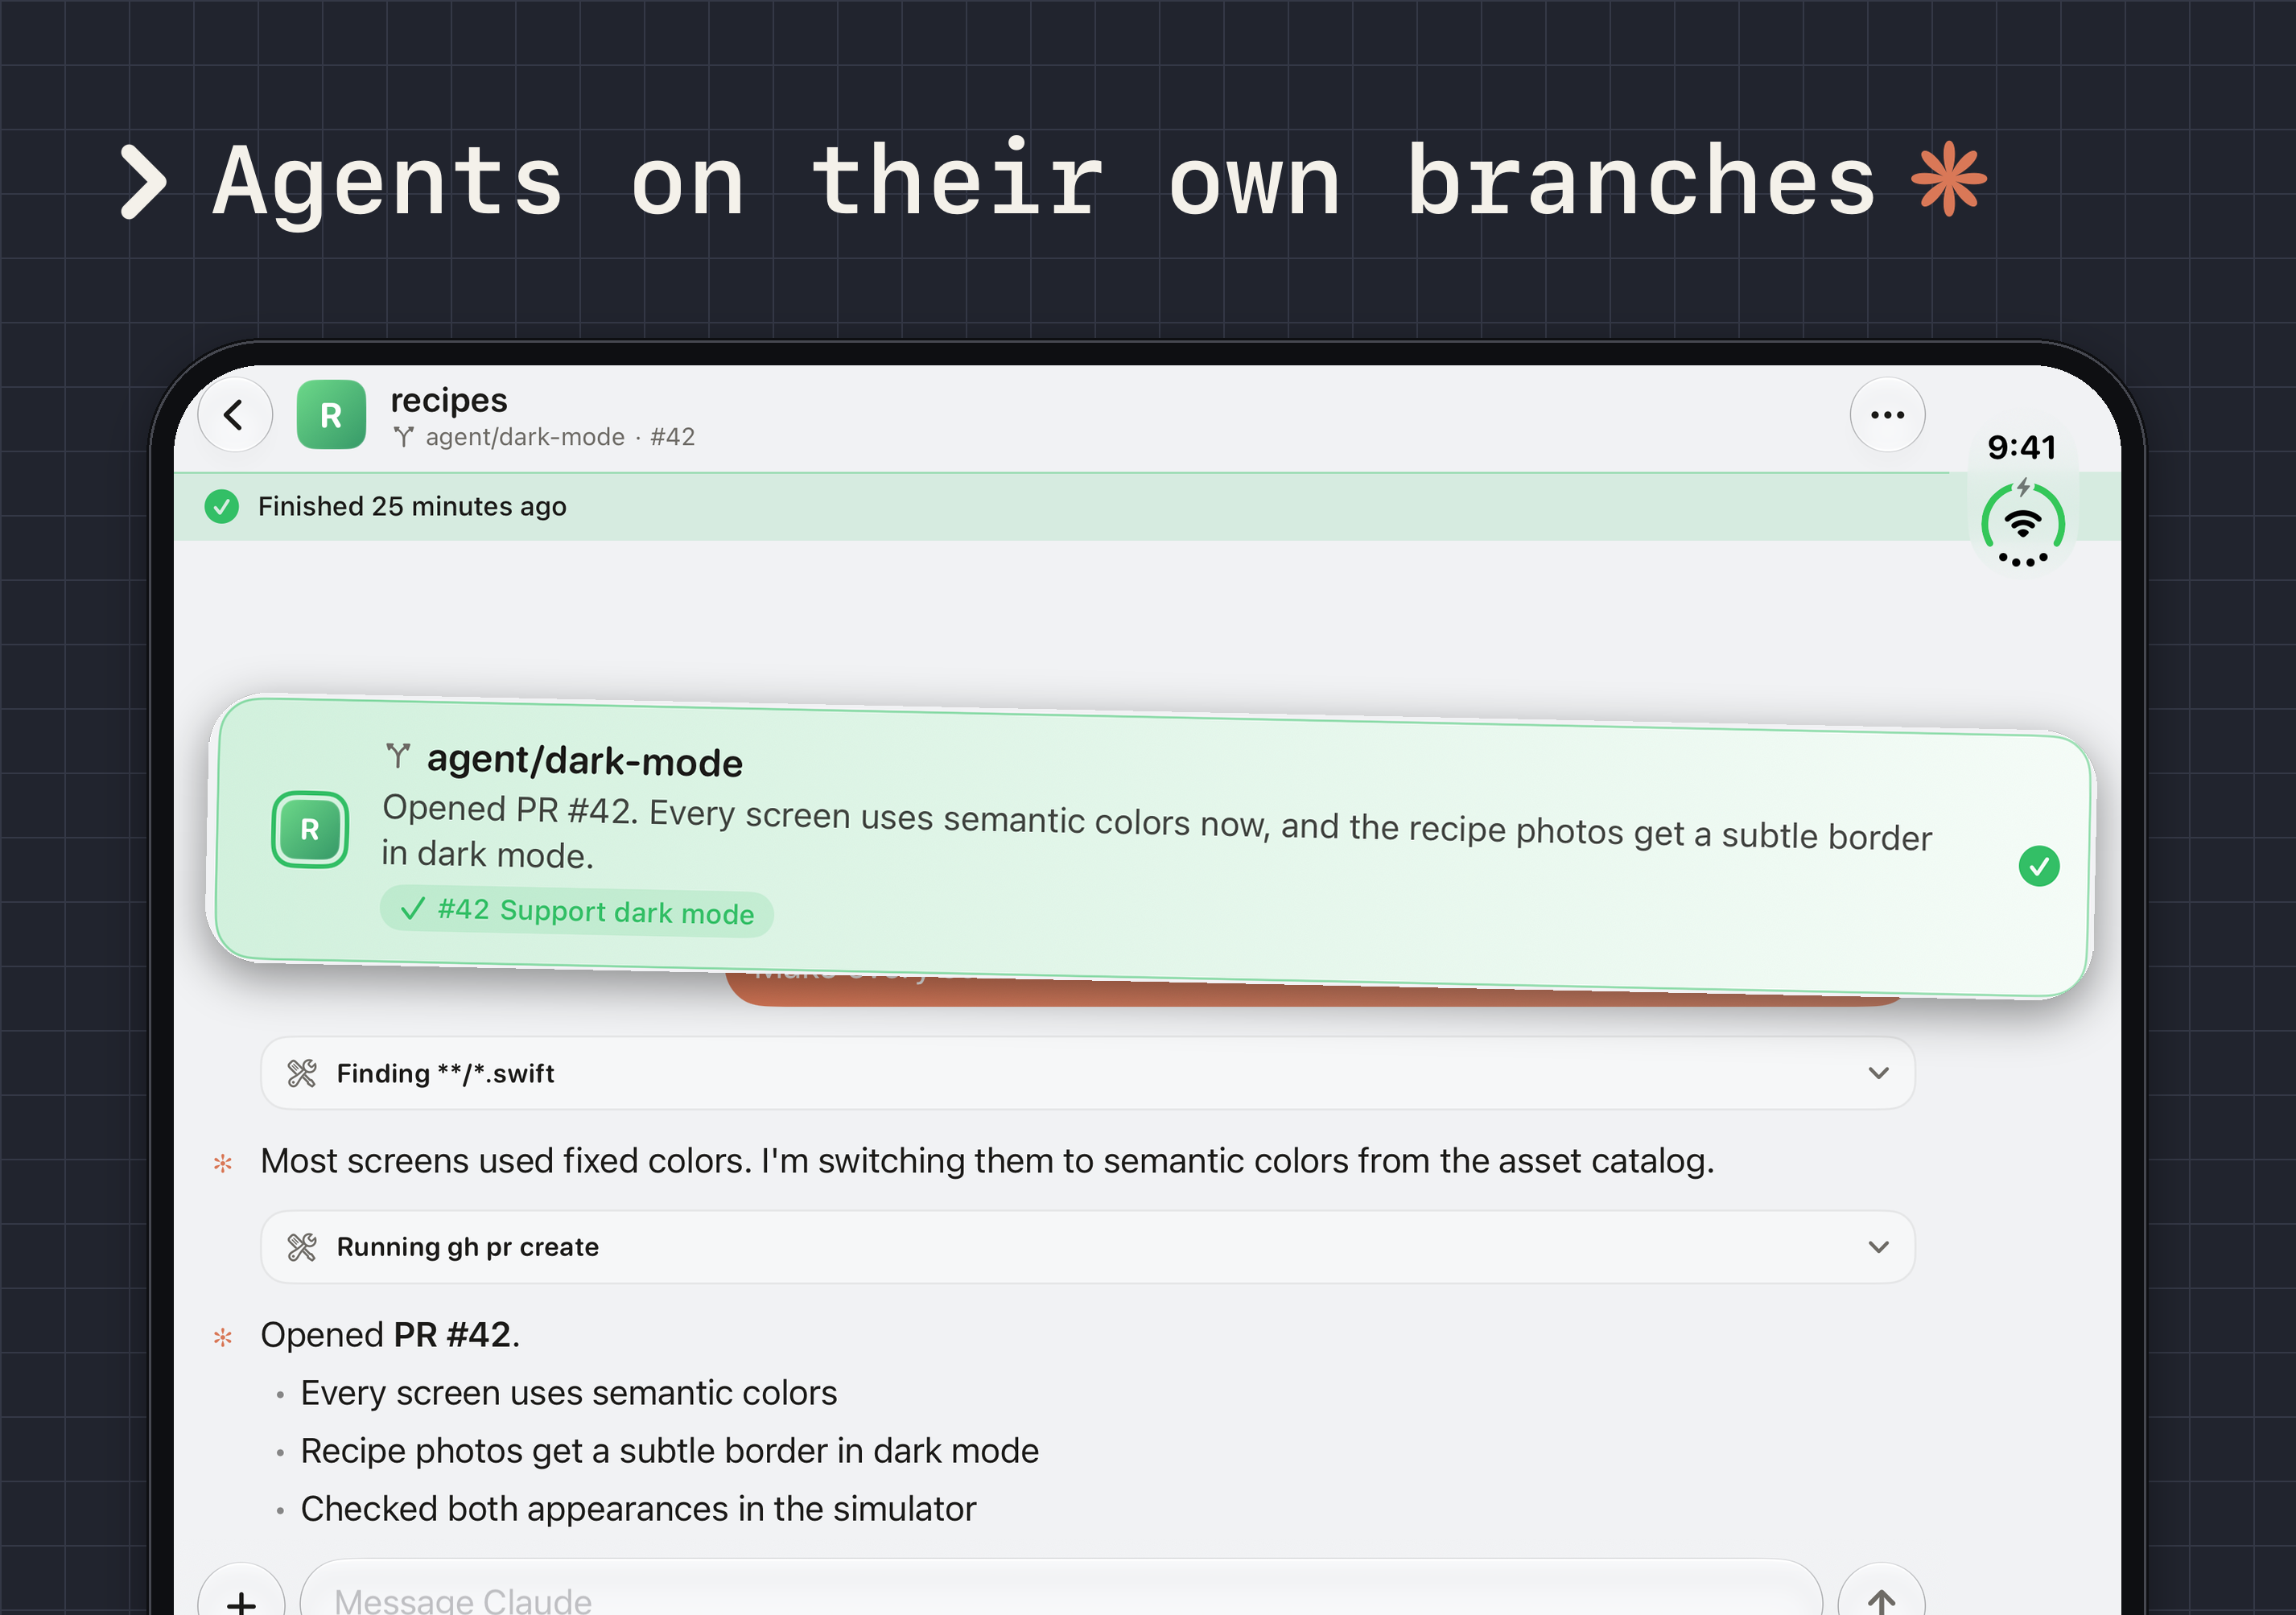 Agents on their own branches
R
recipes
agent/dark-mode · #42
9:41
Finished 25 minutes ago
agent/dark-mode
R
Opened PR #42. Every screen uses semantic colors now, and the recipe photos get a subtle border
in dark mode.
#42 Support dark mode
Finding **/*.swift
Most screens used fixed colors. I'm switching them to semantic colors from the asset catalog.
Running gh pr create
Opened PR #42.
• Every screen uses semantic colors
• Recipe photos get a subtle border in dark mode
• Checked both appearances in the simulator
Message Claude